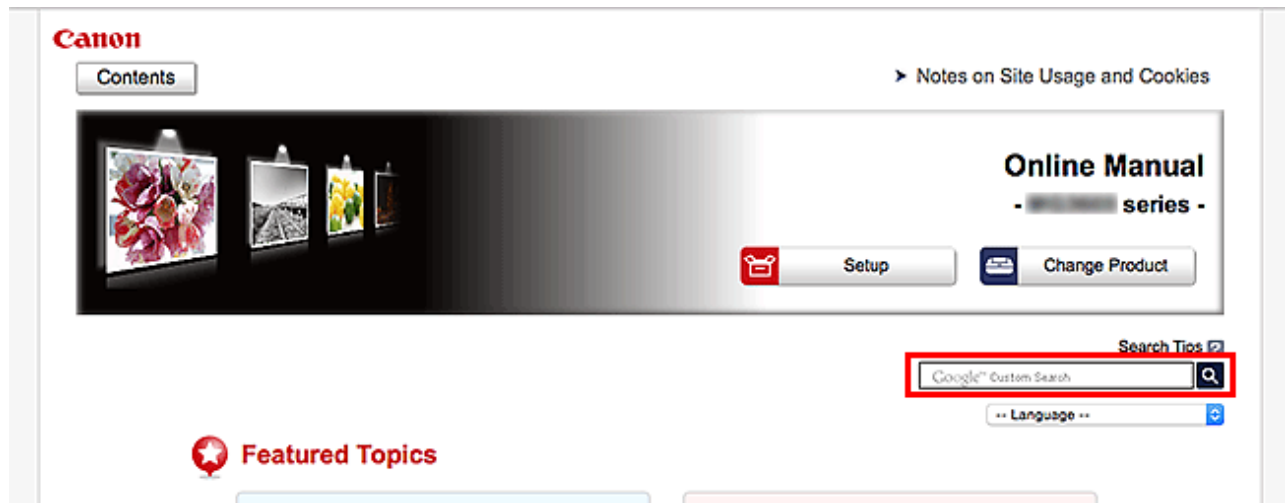 Canon
Contents
➤ Notes on Site Usage and Cookies
Online Manual
- series -
Setup
Change Product
Search Tips
Google™ Custom Search
-- Language --
Featured Topics